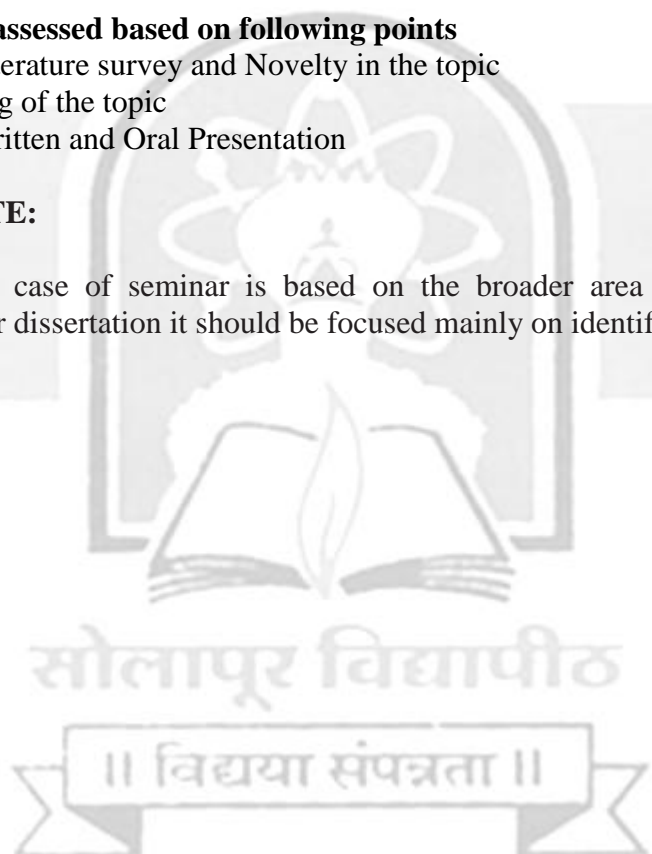 assessed based on following points
erature survey and Novelty in the topic
g of the topic
ritten and Oral Presentation
TE:
case of seminar is based on the broader area
r dissertation it should be focused mainly on identif
सोलापूर विद्यापीठ
॥ विद्यया संपन्नता ॥